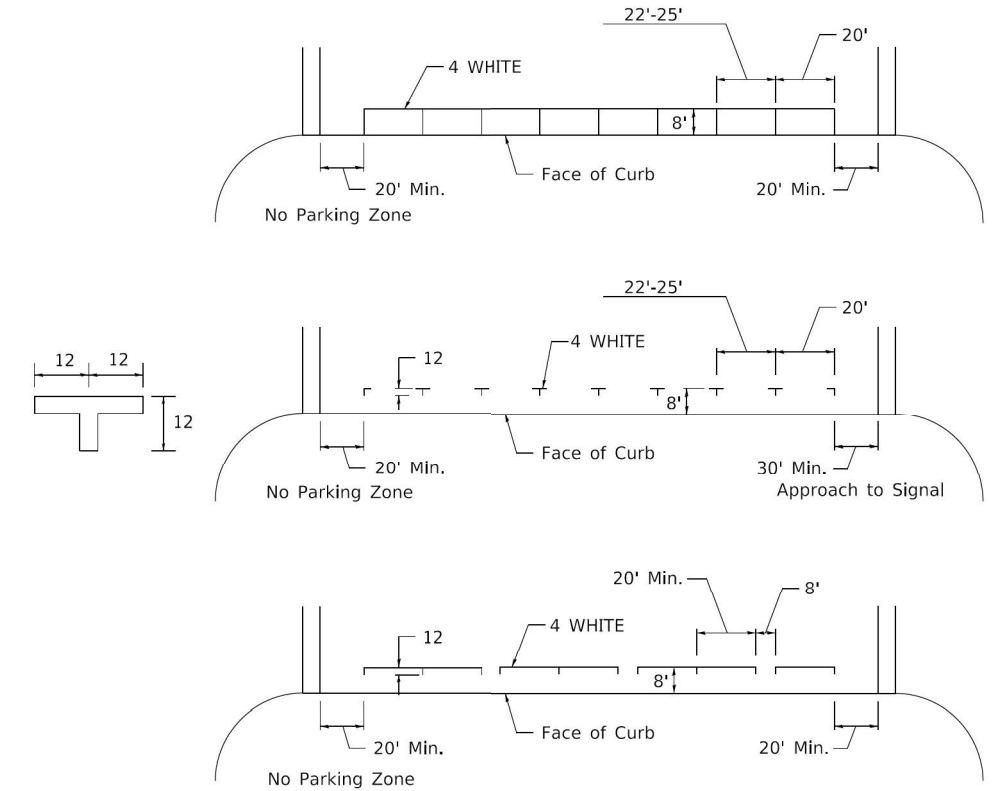 22'-25'
20'
4 WHITE
8'
Face of Curb
20' Min.
20' Min.
No Parking Zone
22'-25'
20'
4 WHITE
12
12 12
12
8'
Face of Curb
20' Min.
30' Min.
No Parking Zone
Approach to Signal
20' Min.
8'
4 WHITE
12
8'
Face of Curb
20' Min.
20' Min.
No Parking Zone